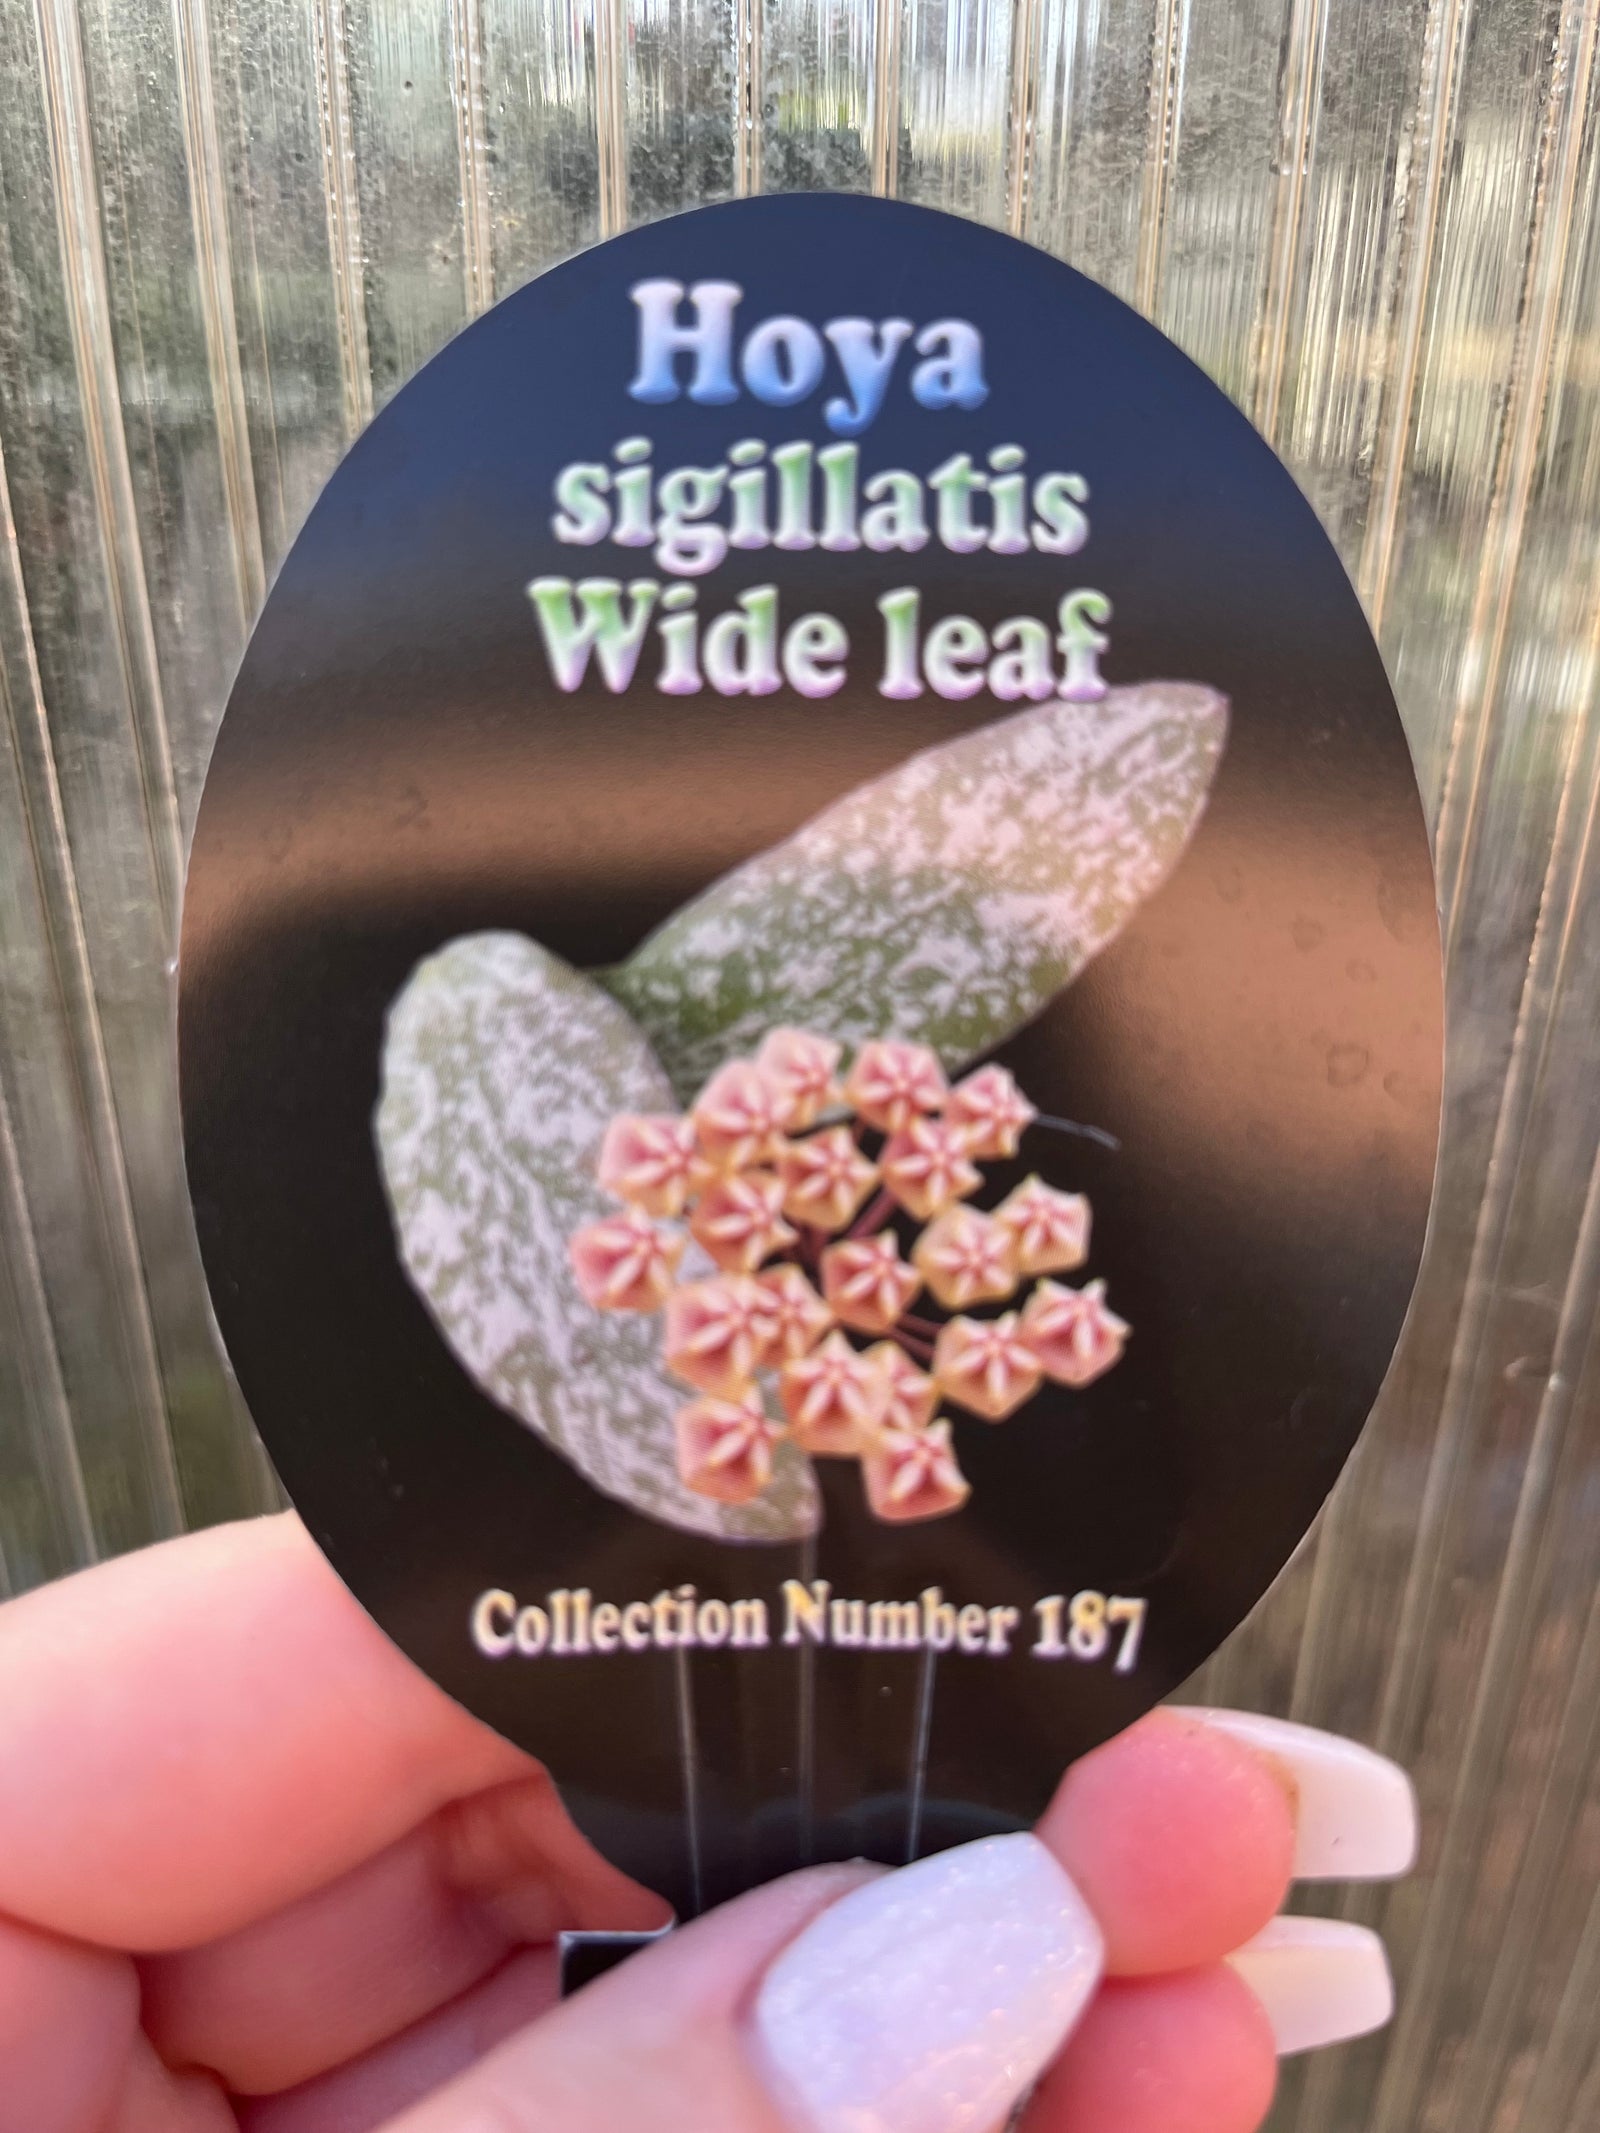 Hoya
sigillatis
Wide leaf
Collection Number 187